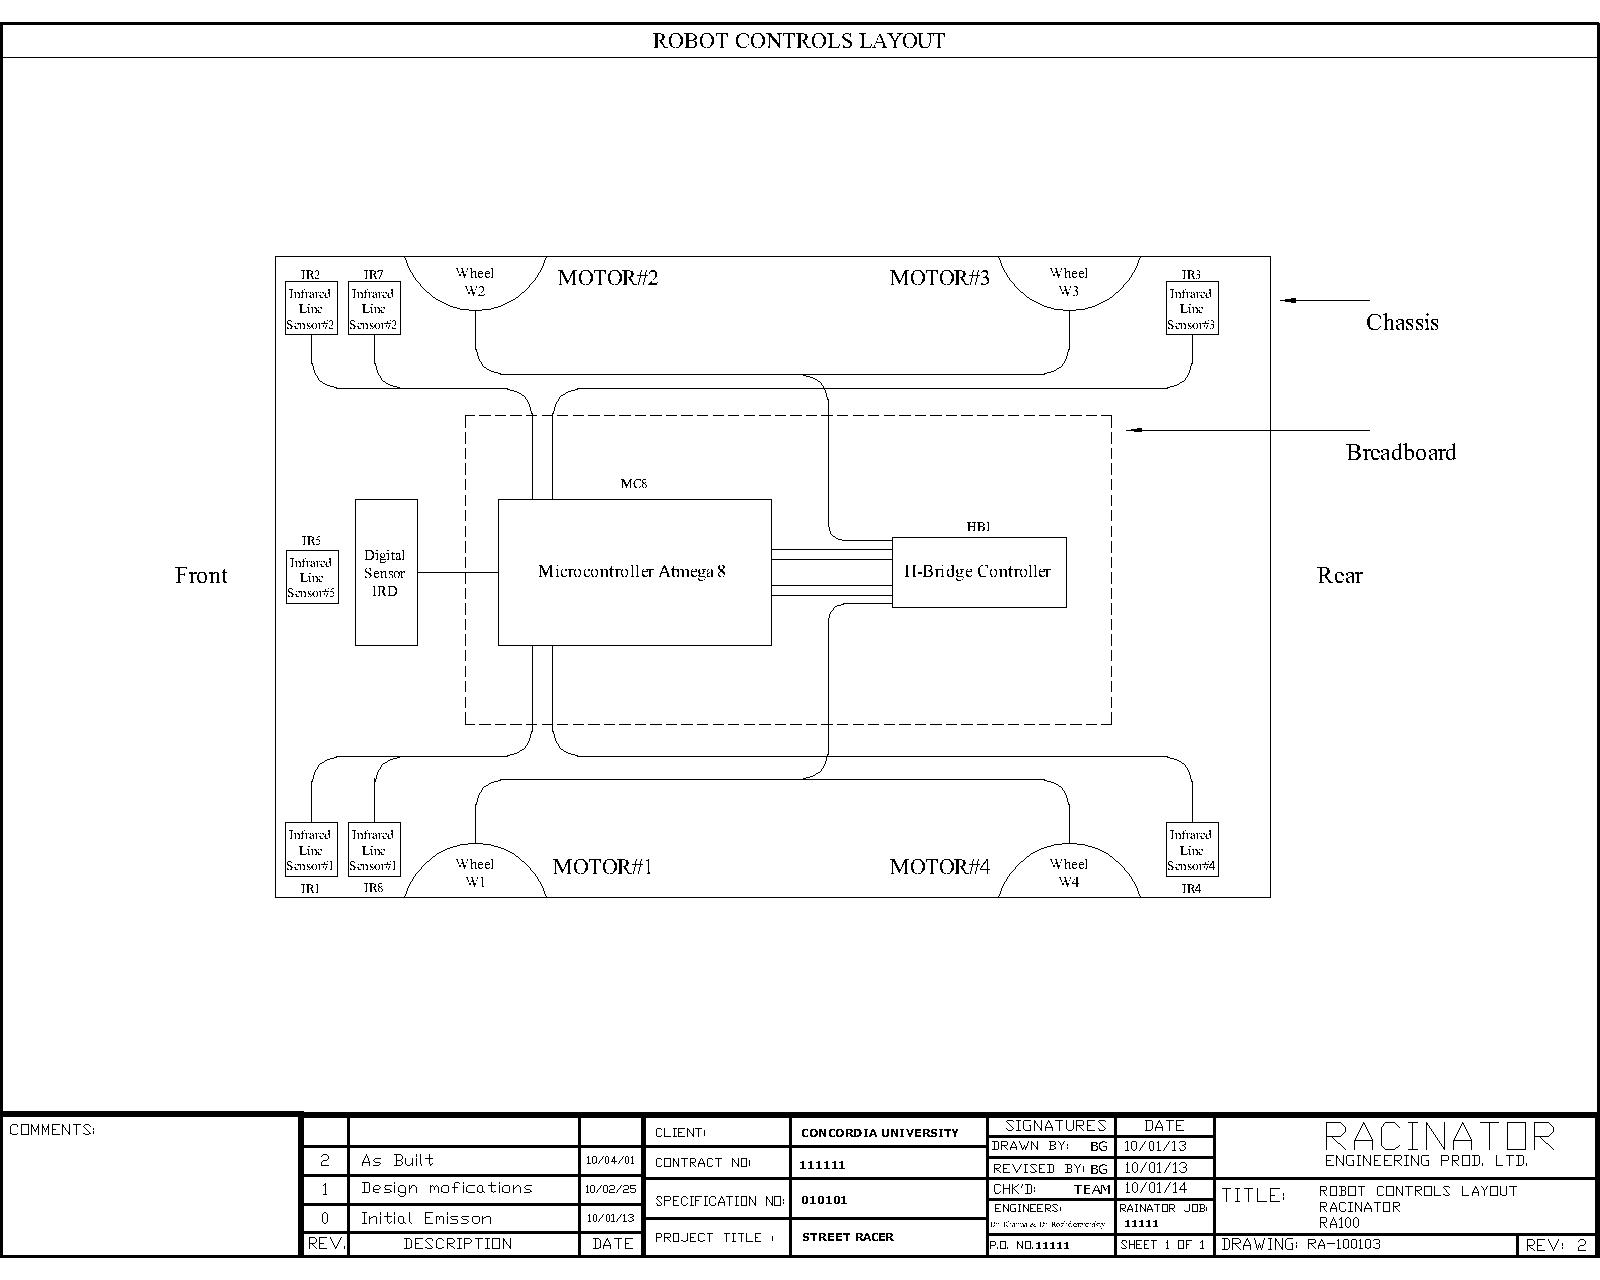 ROBOT CONTROLS LAYOUT
IR2
IR7
Infrared
Line
Sensor#2
Infrared
Line
Sensor#2
Wheel
W2
MOTOR#2
MOTOR#3
Wheel
W3
IR3
Infrared
Line
Sensor#3
Chassis
Breadboard
MC8
HB1
Front
IR5
Infrared
Line
Sensor#5
Digital
Sensor
IRD
Microcontroller Atmega 8
H-Bridge Controller
Rear
Infrared
Line
Sensor#1
IR1
Infrared
Line
Sensor#1
IR8
Wheel
W1
MOTOR#1
MOTOR#4
Wheel
W4
Infrared
Line
Sensor#4
IR4
COMMENTS:
2 As Built 10/04/01
1 Design mofications 10/02/25
0 Initial Emisson 10/01/13
REV. DESCRIPTION DATE
CLIENT: CONCORDIA UNIVERSITY
CONTRACT NO: 111111
SPECIFICATION NO: 010101
PROJECT TITLE : STREET RACER
SIGNATURES DATE
DRAWN BY: BG 10/01/13
REVISED BY: BG 10/01/13
CHK'D: TEAM 10/01/14
ENGINEERS:
RAINATOR JOB:
11111
P.O. NO. 11111
SHEET 1 OF 1
RACINATOR
ENGINEERING PROD. LTD.
TITLE: ROBOT CONTROLS LAYOUT
RACINATOR
RA100
DRAWING: RA-100103
REV: 2